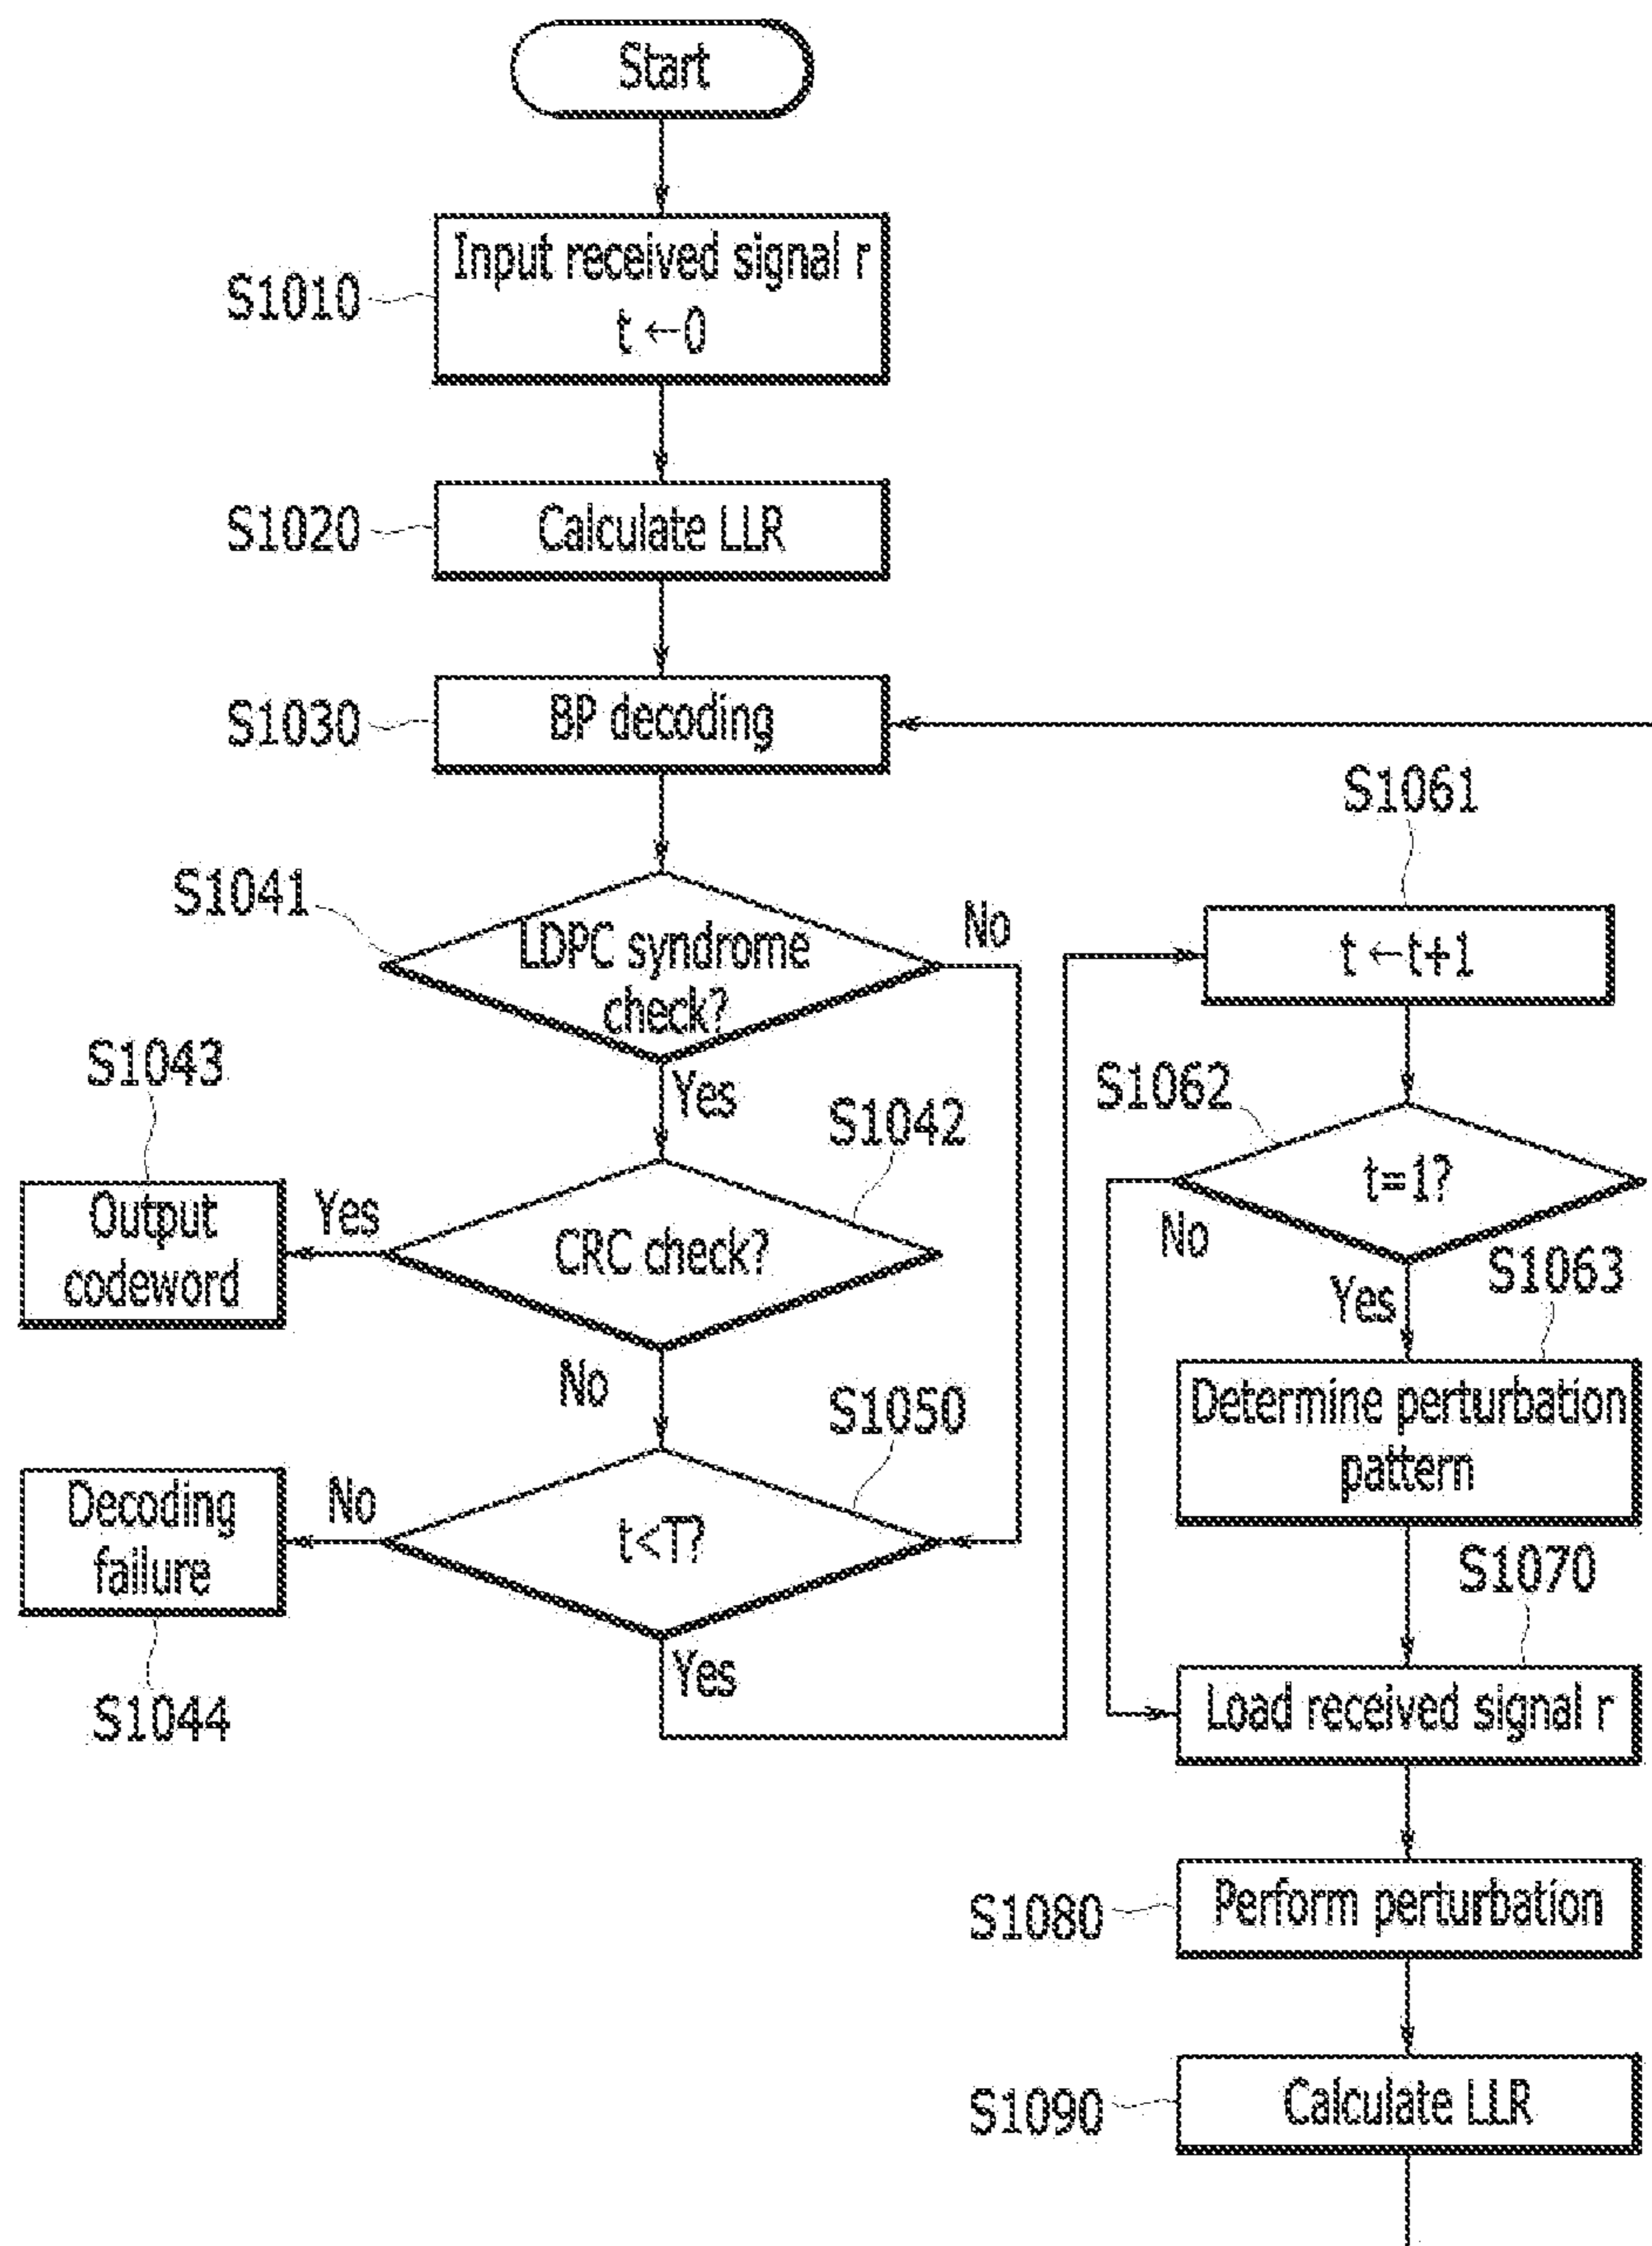 Start
Input received signal r
t ←0
S1010
Calculate LLR
S1020
BP decoding
S1030
S1041
LDPC syndrome
check?
No
Yes
S1043
Output
codeword
Yes
S1042
CRC check?
No
S1050
Decoding
failure
No
t<T?
S1044
Yes
S1061
t ←t+1
S1062
t=1?
No
Yes
S1063
Determine perturbation
pattern
S1070
Load received signal r
S1080
Perform perturbation
S1090
Calculate LLR